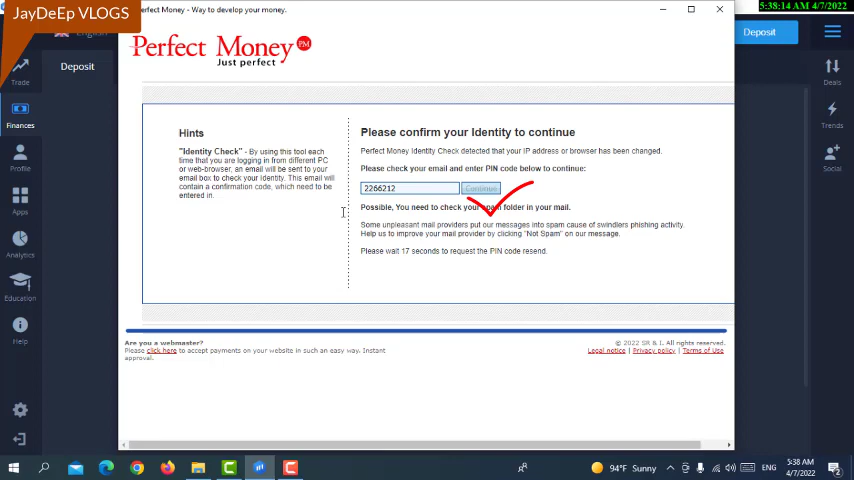 JayDeEp VLOGS
English
Perfect Money - Way to develop your money.
5:38:14 AM 4/7/2022
Deposit
Deposit
Trade
Finances
Profile
Apps
Analytics
Education
Help
Deals
Trends
Social
Perfect Money PM
Just perfect
Hints
"Identity Check" - By using this tool each
time that you are logging in from different PC
or web-browser, an email will be sent to your
email box to check your Identity. This email will
contain a confirmation code, which need to be
entered in.
Please confirm your Identity to continue
Perfect Money Identity Check detected that your IP address or browser has been changed.
Please check your email and enter PIN code below to continue:
2266212
Continue
Possible, You need to check your spam folder in your mail.
Some unpleasant mail providers put our messages into spam cause of swindlers phishing activity.
Help us to improve your mail provider by clicking "Not Spam" on our message.
Please wait 17 seconds to request the PIN code resend.
Are you a webmaster?
Please click here to accept payments on your website in such an easy way. Instant
approval.
© 2022 SR & I. All rights reserved.
Legal notice | Privacy policy | Terms of Use
94°F Sunny
ENG
5:38 AM
4/7/2022
2